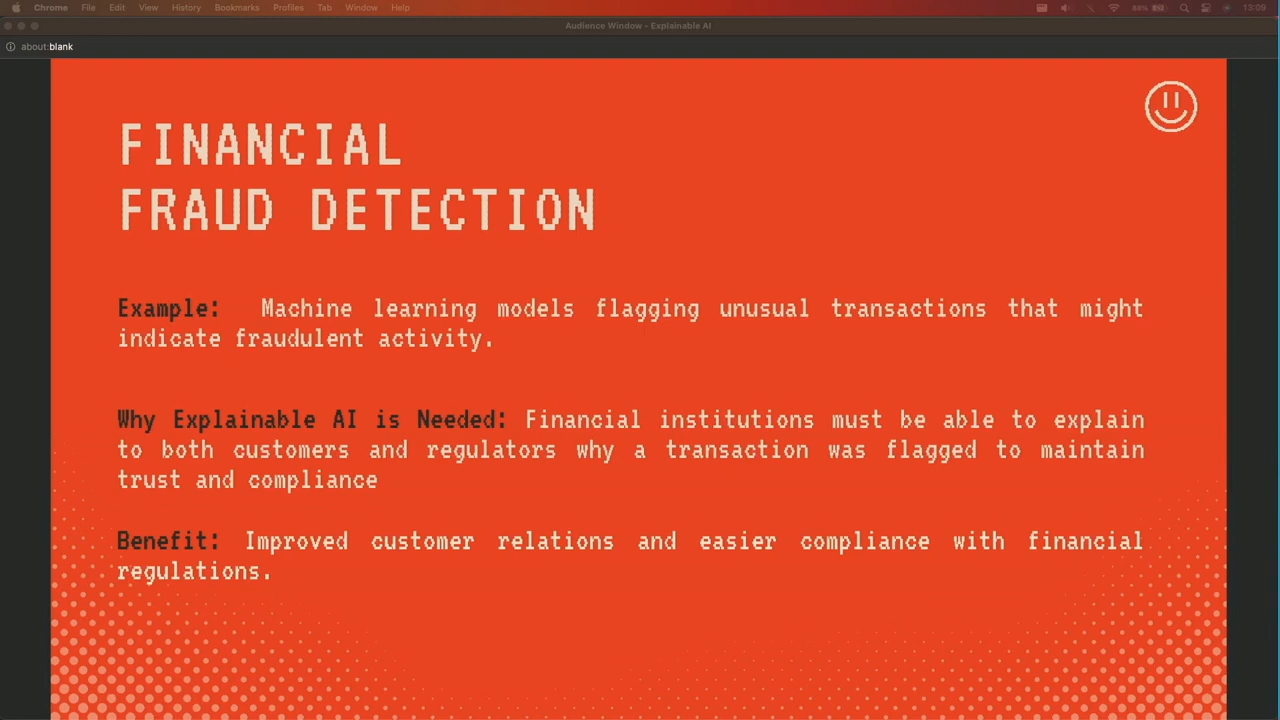 Chrome File Edit View History Bookmarks Profiles Tab Window Help 88% 13:09
Audience Window - Explainable AI
about:blank
FINANCIAL
FRAUD DETECTION
Example: Machine learning models flagging unusual transactions that might
indicate fraudulent activity.
Why Explainable AI is Needed: Financial institutions must be able to explain
to both customers and regulators why a transaction was flagged to maintain
trust and compliance
Benefit: Improved customer relations and easier compliance with financial
regulations.